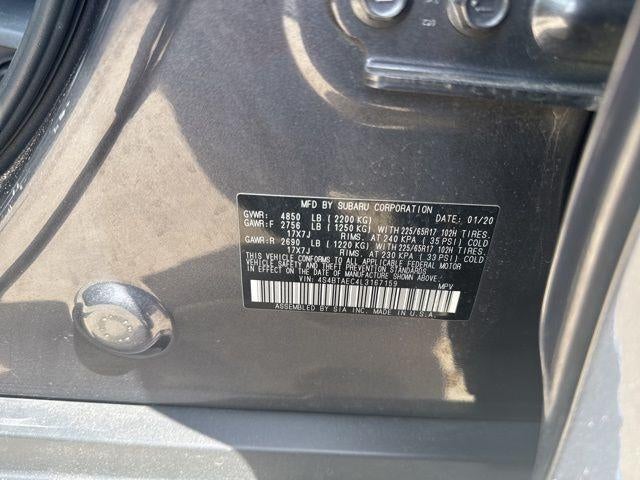 MFD BY SUBARU CORPORATION
GVWR: 4850 LB (2200 KG) DATE: 01/20
GAWR:F 2756 LB (1250 KG) WITH 225/65R17 102H TIRES,
17X7J RIMS, AT 240 KPA (35 PSI) COLD
GAWR:R 2690 LB (1220 KG) WITH 225/65R17 102H TIRES,
17X7J RIMS, AT 230 KPA (33 PSI) COLD
THIS VEHICLE CONFORMS TO ALL APPLICABLE FEDERAL MOTOR
VEHICLE SAFETY AND THEFT PREVENTION STANDARDS
IN EFFECT ON THE DATE OF MANUFACTURE SHOWN ABOVE.
VIN: 4S4BTAEC4L3167159 MPV
ASSEMBLED BY SIA INC. MADE IN U.S.A.